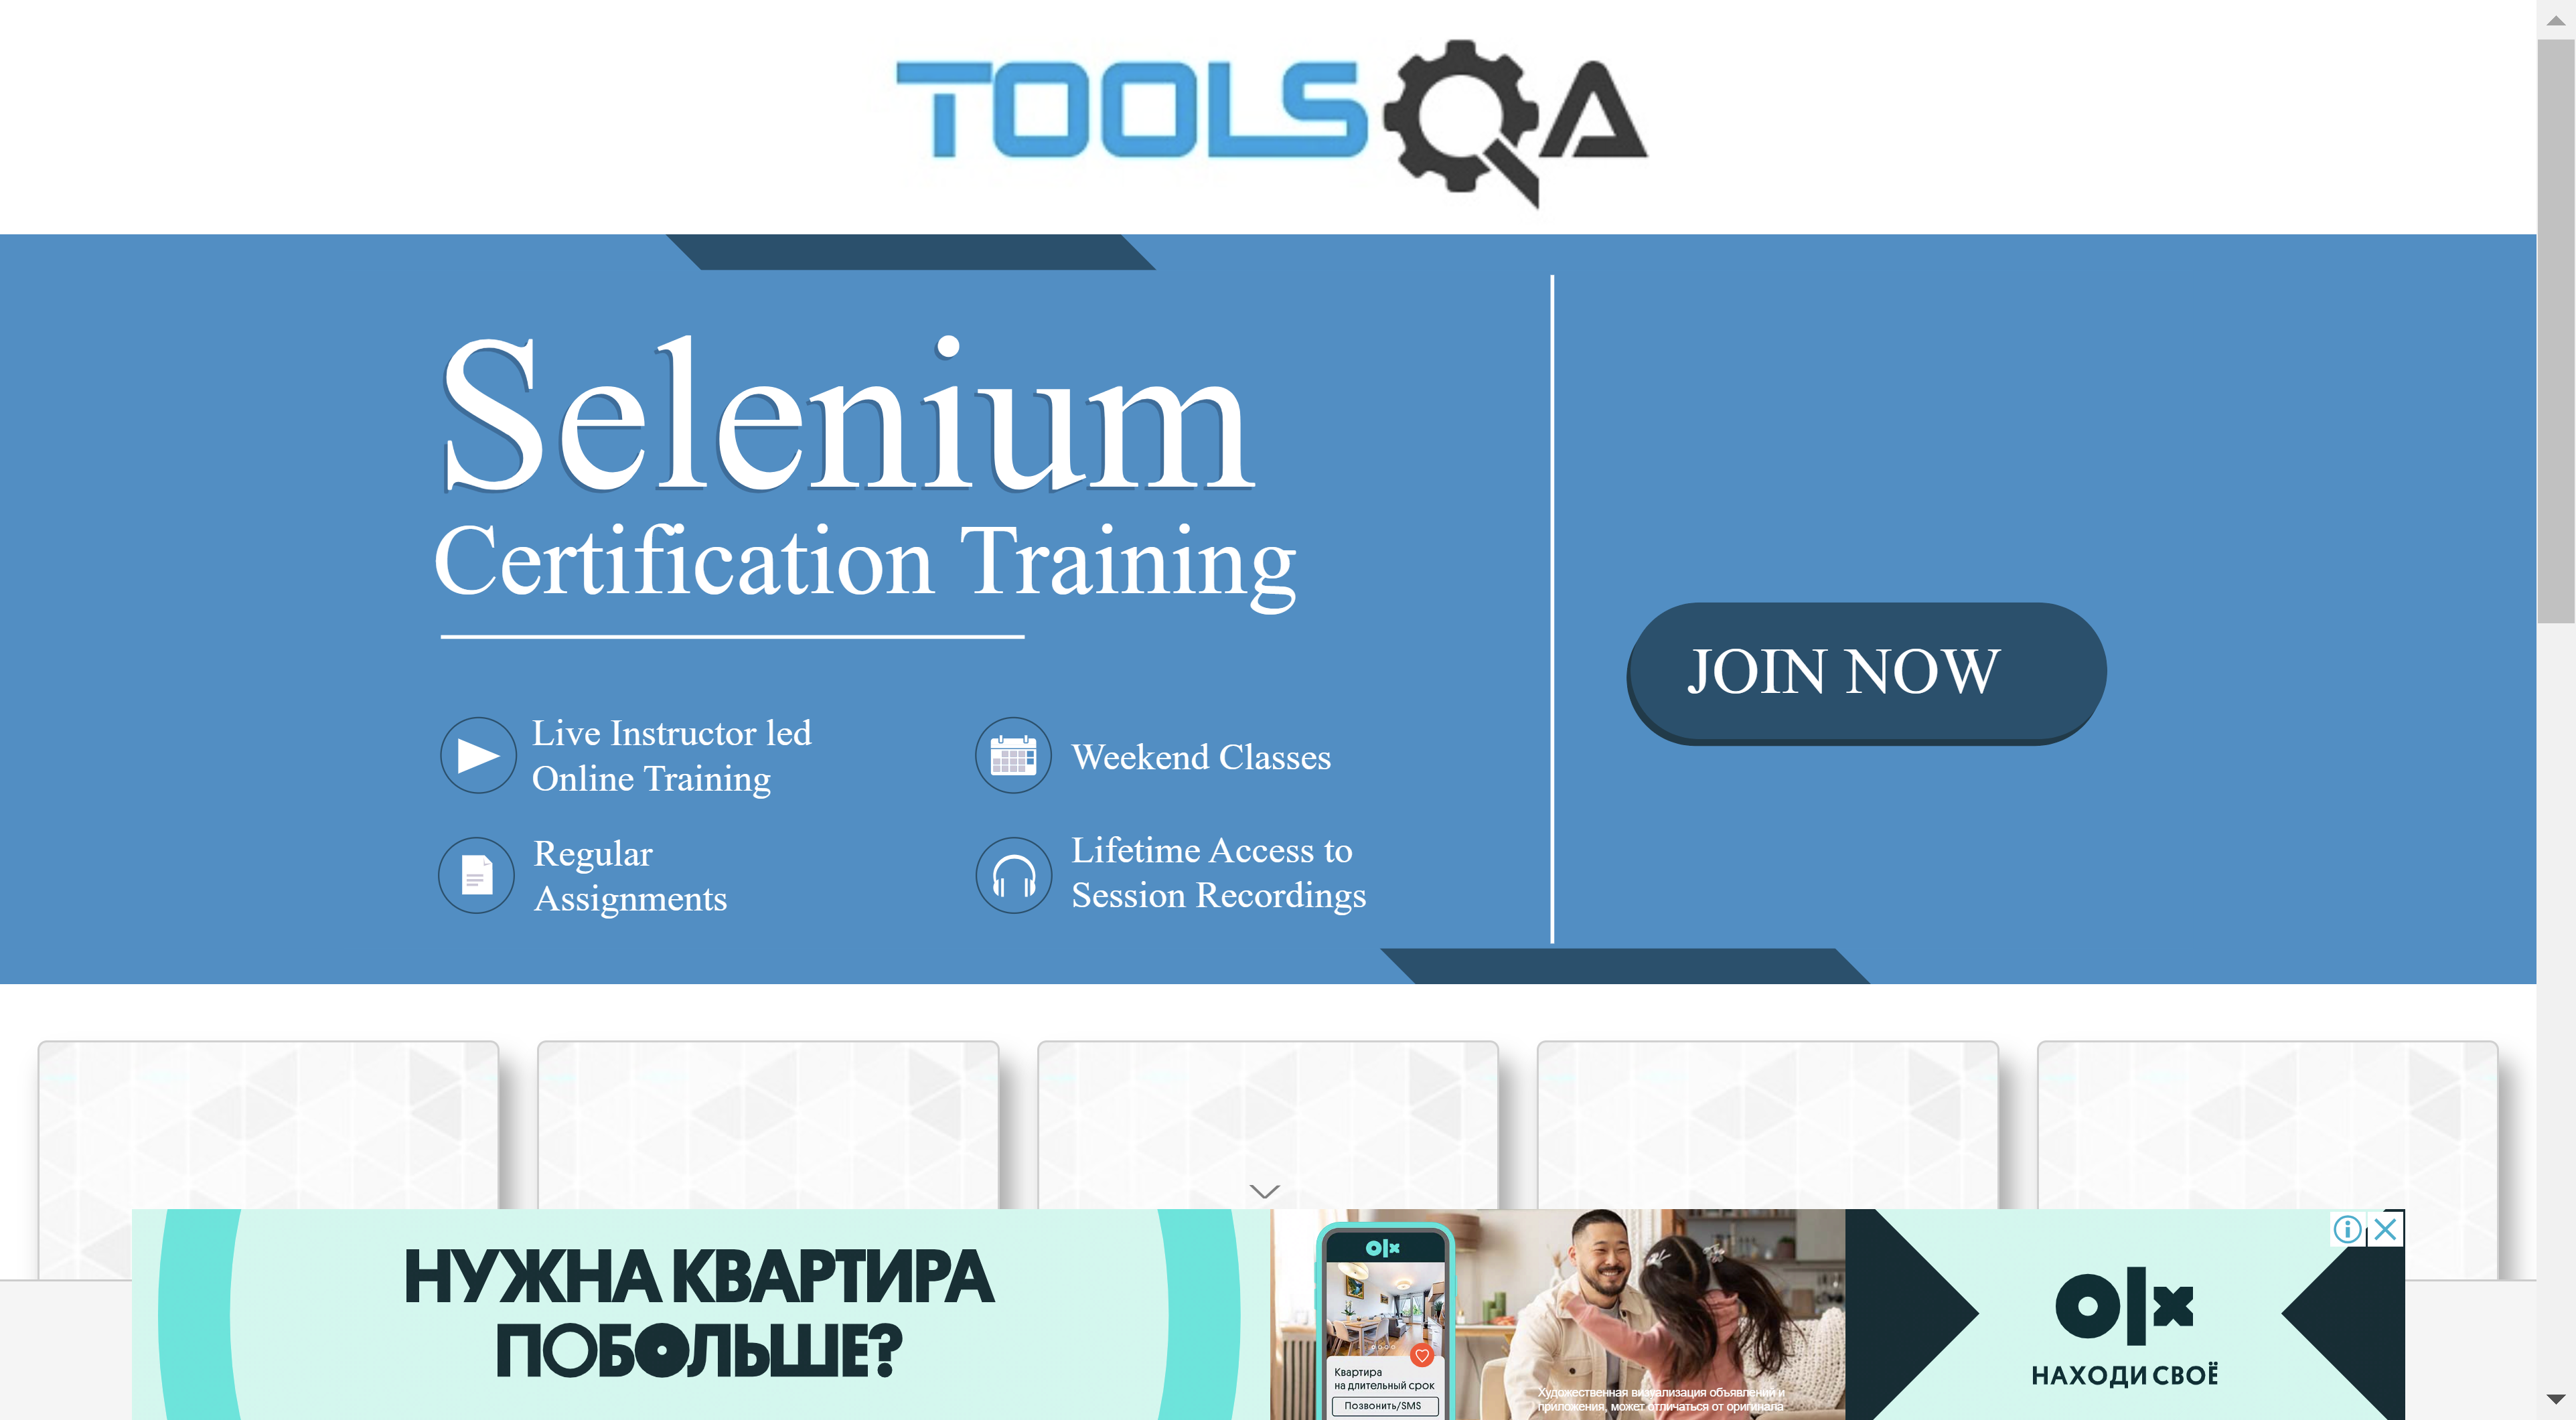 TOOLSQA
Selenium
Certification Training
Live Instructor led
Online Training
Weekend Classes
Regular
Assignments
Lifetime Access to
Session Recordings
JOIN NOW
НУЖНА КВАРТИРА
ПОБОЛЬШЕ?
olx
Квартира
на длительный срок
Позвонить/SMS
Художественная визуализация объявлений и
приложения, может отличаться от оригинала
olx
НАХОДИ СВОЁ